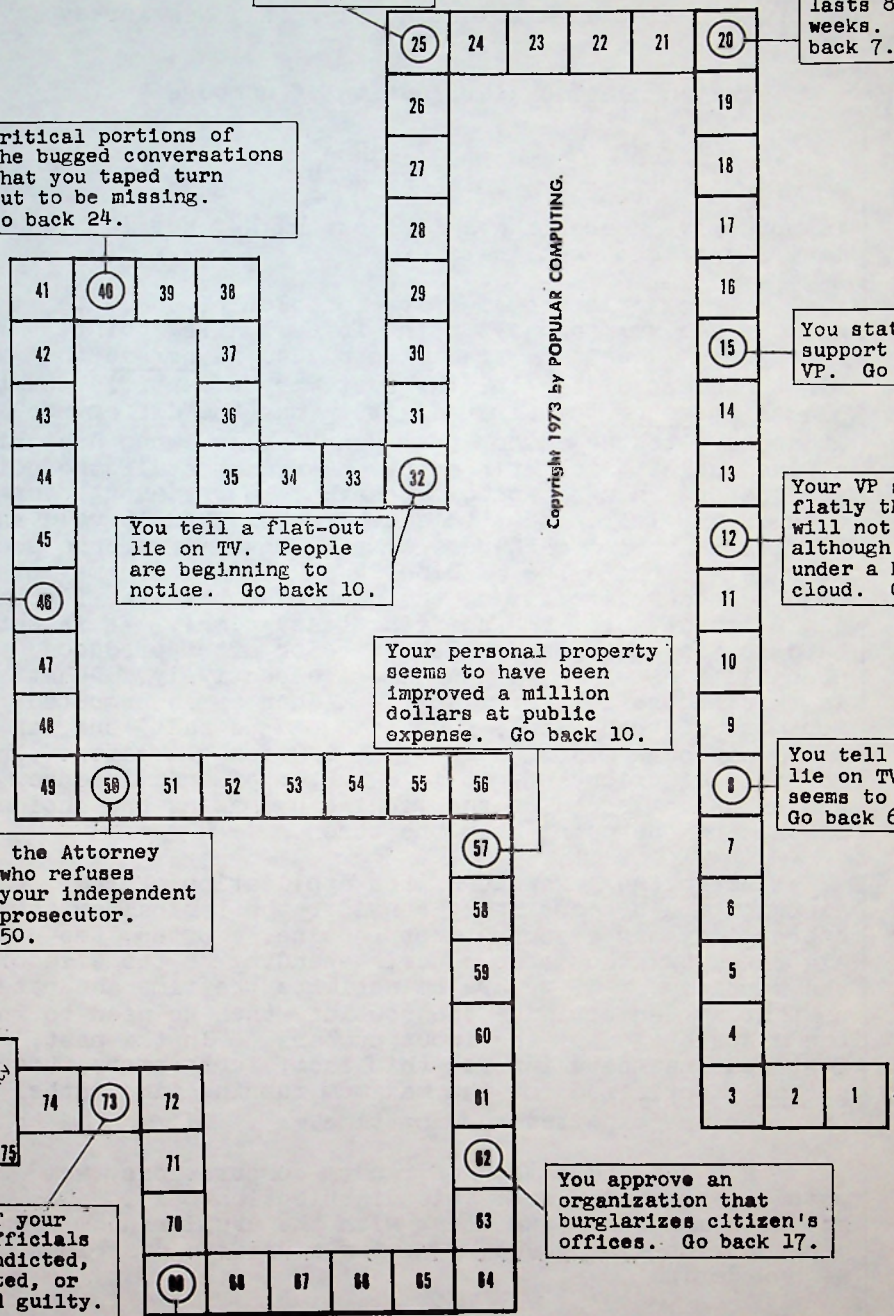 lasts 8
weeks.
back 7.
25 24 23 22 21 20
26
27
28
29
30
31
32
19
18
17
16
15
14
13
12
11
10
9
8
7
6
5
4
3 2 1
Copyright 1973 by POPULAR COMPUTING.
ritical portions of
he bugged conversations
hat you taped turn
ut to be missing.
o back 24.
41 40 39 38
37
36
35 34 33
42
43
44
45
46
47
48
49 50 51 52 53 54 55 56
You stat
support
VP. Go
You tell a flat-out
lie on TV. People
are beginning to
notice. Go back 10.
Your VP
flatly th
will not
although
under a
cloud.
Your personal property
seems to have been
improved a million
dollars at public
expense. Go back 10.
You tell
lie on TV
seems to
Go back 6
the Attorney
who refuses
your independent
prosecutor.
50.
57
58
59
60
61
62
63
64
You approve an
organization that
burglarizes citizen's
offices. Go back 17.
68 67 66 65
70
71
74 73 72
75
your
fficials
ndicted,
ted, or
guilty.